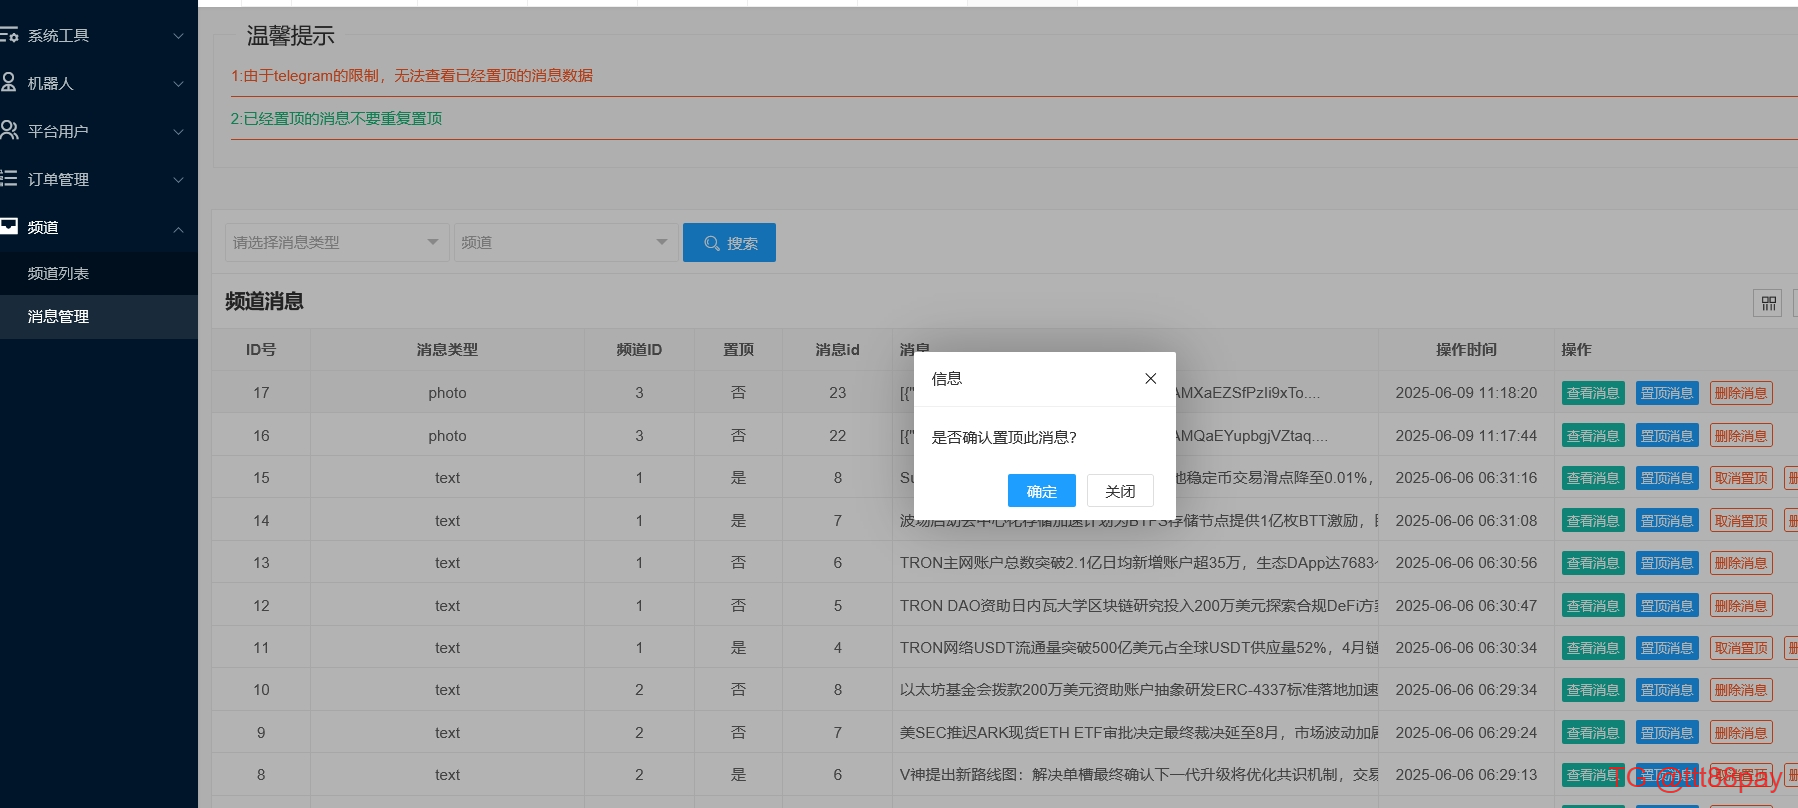 系统工具
机器人
平台用户
订单管理
频道
频道列表
消息管理
温馨提示
1:由于telegram的限制，无法查看已经置顶的消息数据
2:已经置顶的消息不要重复置顶
请选择消息类型 频道 搜索
频道消息
ID号 消息类型 频道ID 置顶 消息id 消息 操作时间 操作
17 photo 3 否 23 [{" AMXaEZSfPzIi9xTo.... 2025-06-09 11:18:20 查看消息 置顶消息 删除消息
16 photo 3 否 22 [{" AMQaEYupbgjVZtaq.... 2025-06-09 11:17:44 查看消息 置顶消息 删除消息
15 text 1 是 8 Su 稳定币交易滑点降至0.01%， 2025-06-06 06:31:16 查看消息 置顶消息 取消置顶
14 text 1 是 7 存储节点提供1亿枚BTT激励， 2025-06-06 06:31:08 查看消息 置顶消息 取消置顶
13 text 1 否 6 TRON主网账户总数突破2.1亿日均新增账户超35万，生态DApp达7683 2025-06-06 06:30:56 查看消息 置顶消息 删除消息
12 text 1 否 5 TRON DAO资助日内瓦大学区块链研究投入200万美元探索合规DeFi方案 2025-06-06 06:30:47 查看消息 置顶消息 删除消息
11 text 1 是 4 TRON网络USDT流通量突破500亿美元占全球USDT供应量52%，4月链 2025-06-06 06:30:34 查看消息 置顶消息 取消置顶
10 text 2 否 8 以太坊基金会拨款200万美元资助账户抽象研发ERC-4337标准落地加速 2025-06-06 06:29:34 查看消息 置顶消息 删除消息
9 text 2 否 7 美SEC推迟ARK现货ETH ETF审批决定最终裁决延至8月，市场波动加剧 2025-06-06 06:29:24 查看消息 置顶消息 删除消息
8 text 2 是 6 V神提出新路线图：解决单槽最终确认下一代升级将优化共识机制，交易 2025-06-06 06:29:13 查看消息 置顶消息 取消置顶
信息
是否确认置顶此消息？
确定 关闭